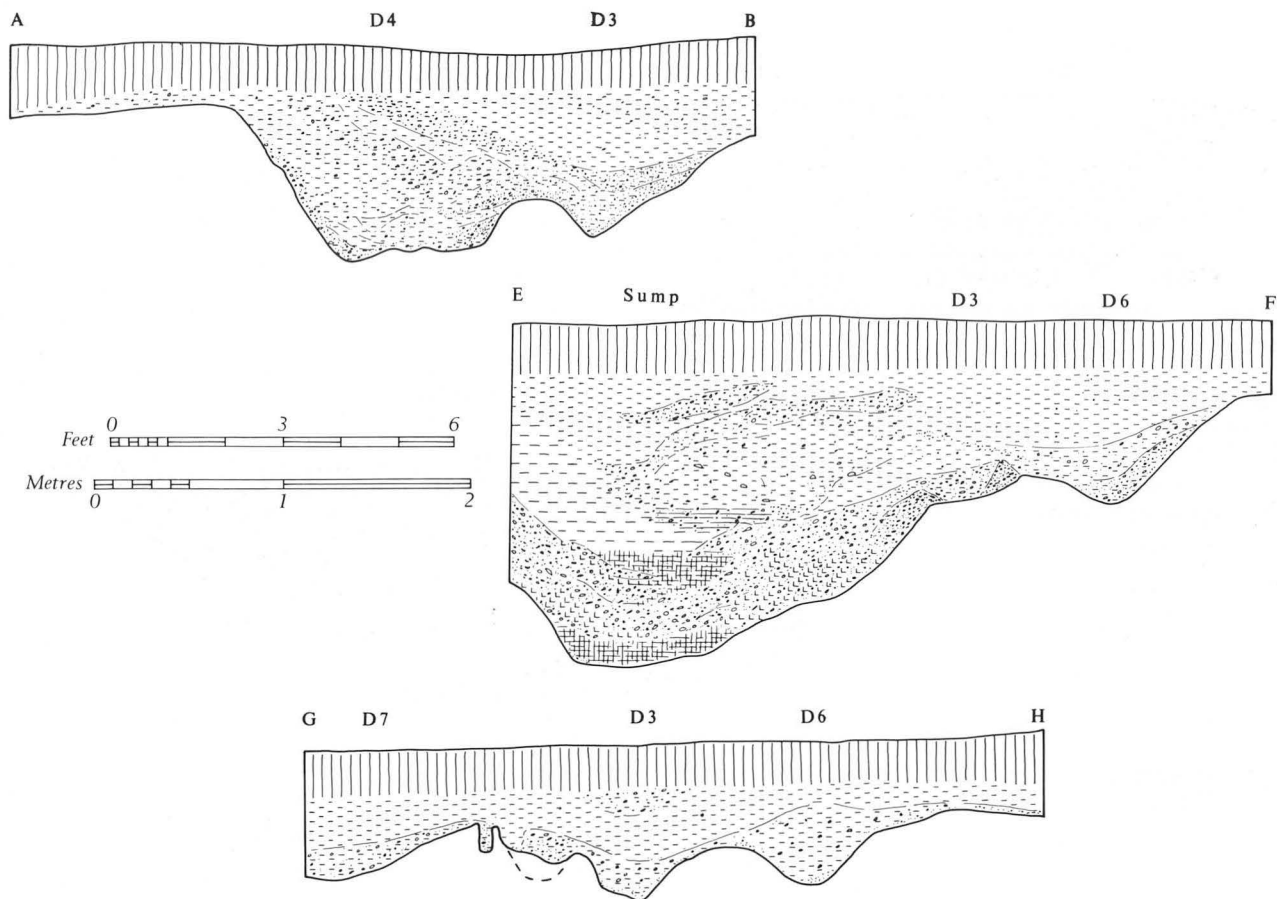 A D4 D3 B
E Sump D3 D6 F
0 3 6
Feet
Metres
0 1 2
G D7 D3 D6 H